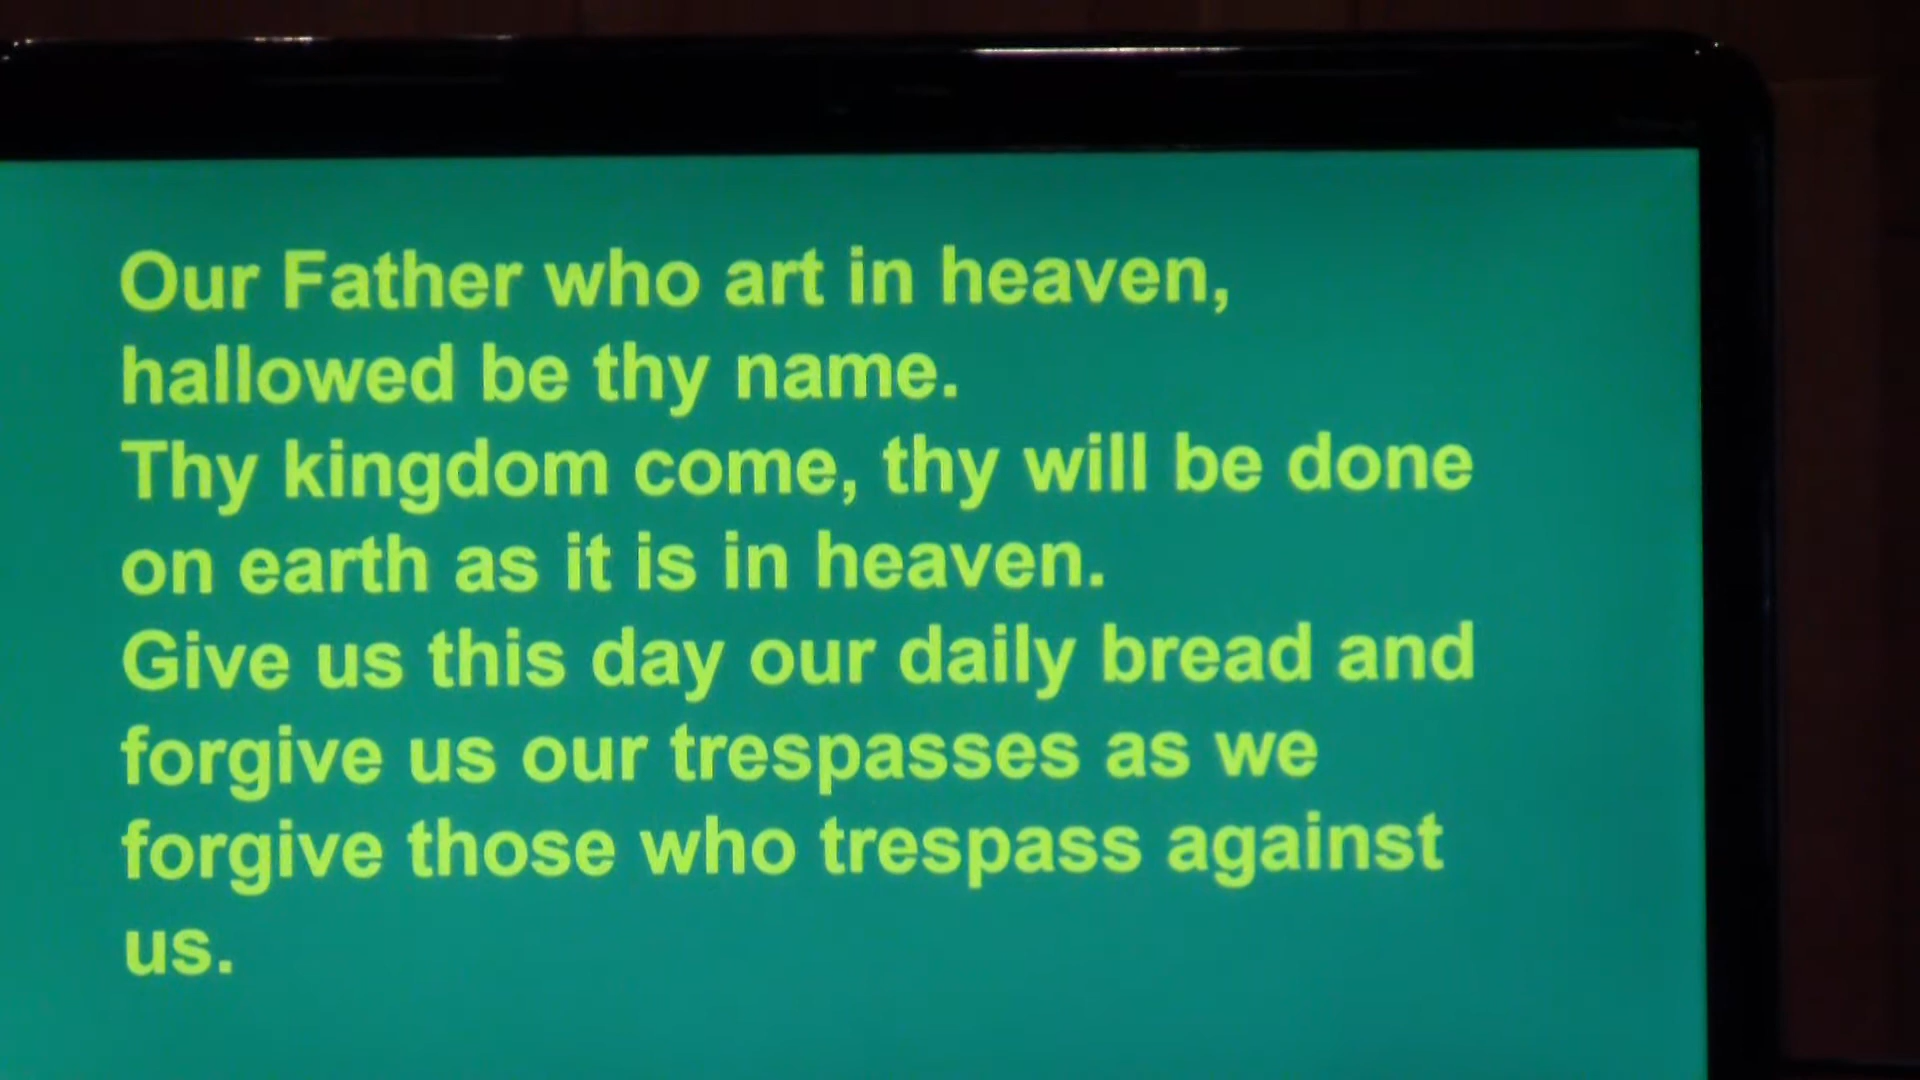 Our Father who art in heaven,
hallowed be thy name.
Thy kingdom come, thy will be done
on earth as it is in heaven.
Give us this day our daily bread and
forgive us our trespasses as we
forgive those who trespass against
us.